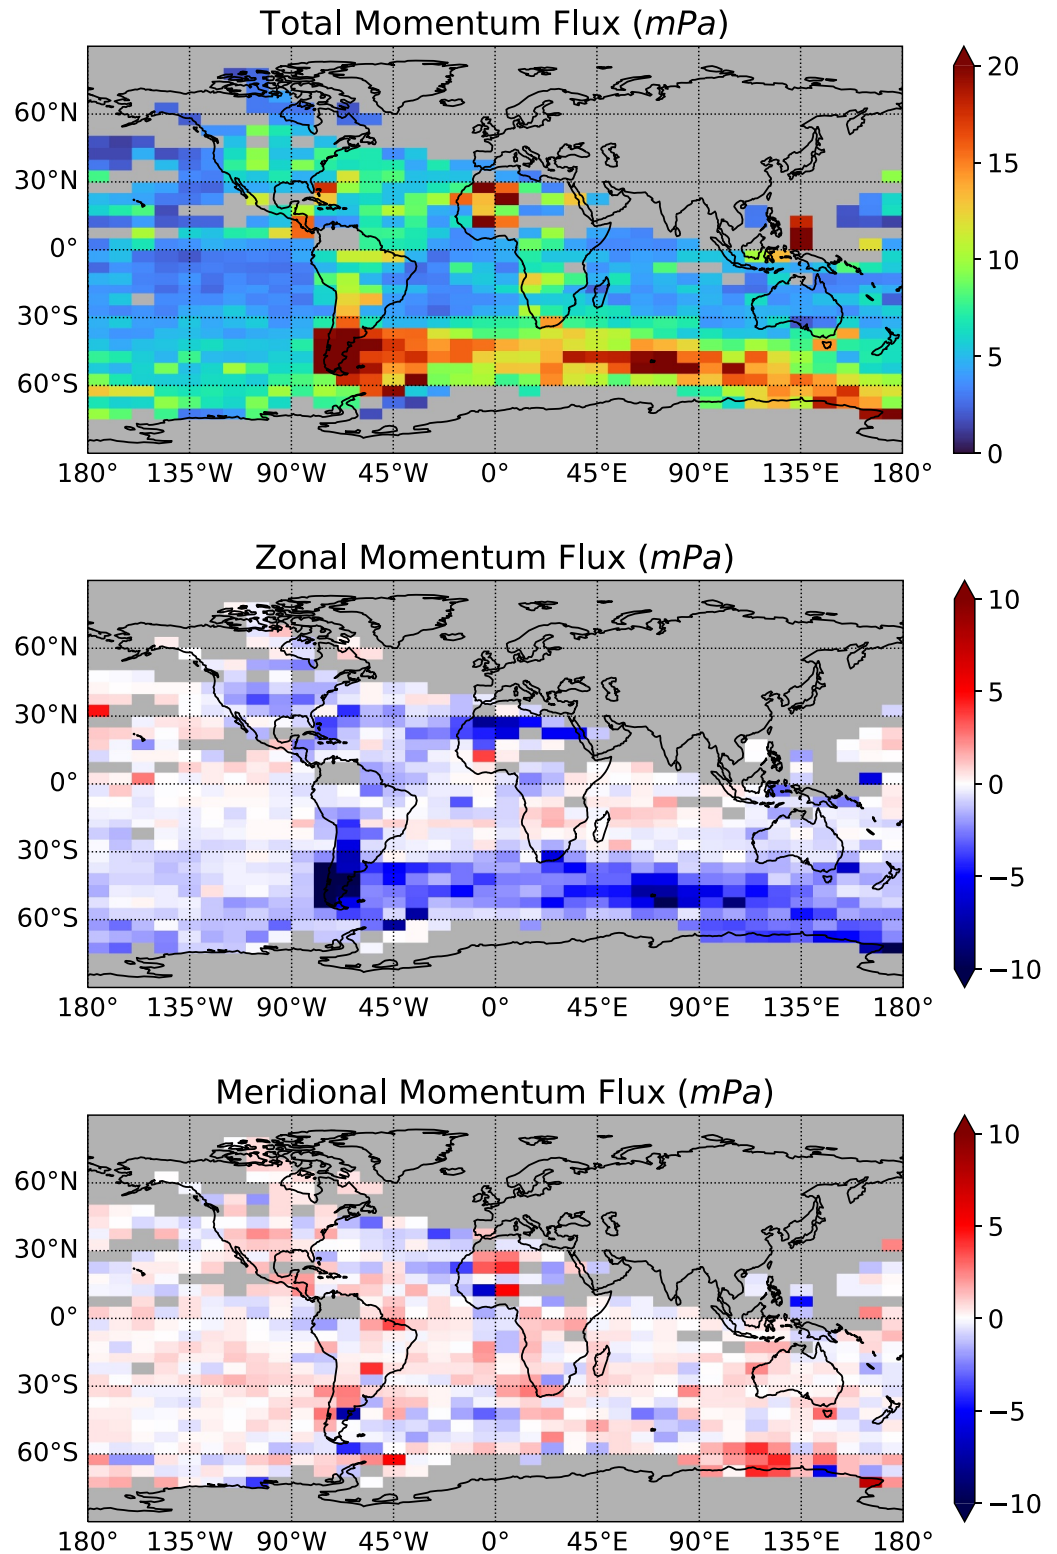 Total Momentum Flux (mPa)
60°N
30°N
0°
30°S
60°S
180° 135°W 90°W 45°W 0° 45°E 90°E 135°E 180°
20
15
10
5
0
Zonal Momentum Flux (mPa)
60°N
30°N
0°
30°S
60°S
180° 135°W 90°W 45°W 0° 45°E 90°E 135°E 180°
10
5
0
−5
−10
Meridional Momentum Flux (mPa)
60°N
30°N
0°
30°S
60°S
180° 135°W 90°W 45°W 0° 45°E 90°E 135°E 180°
10
5
0
−5
−10